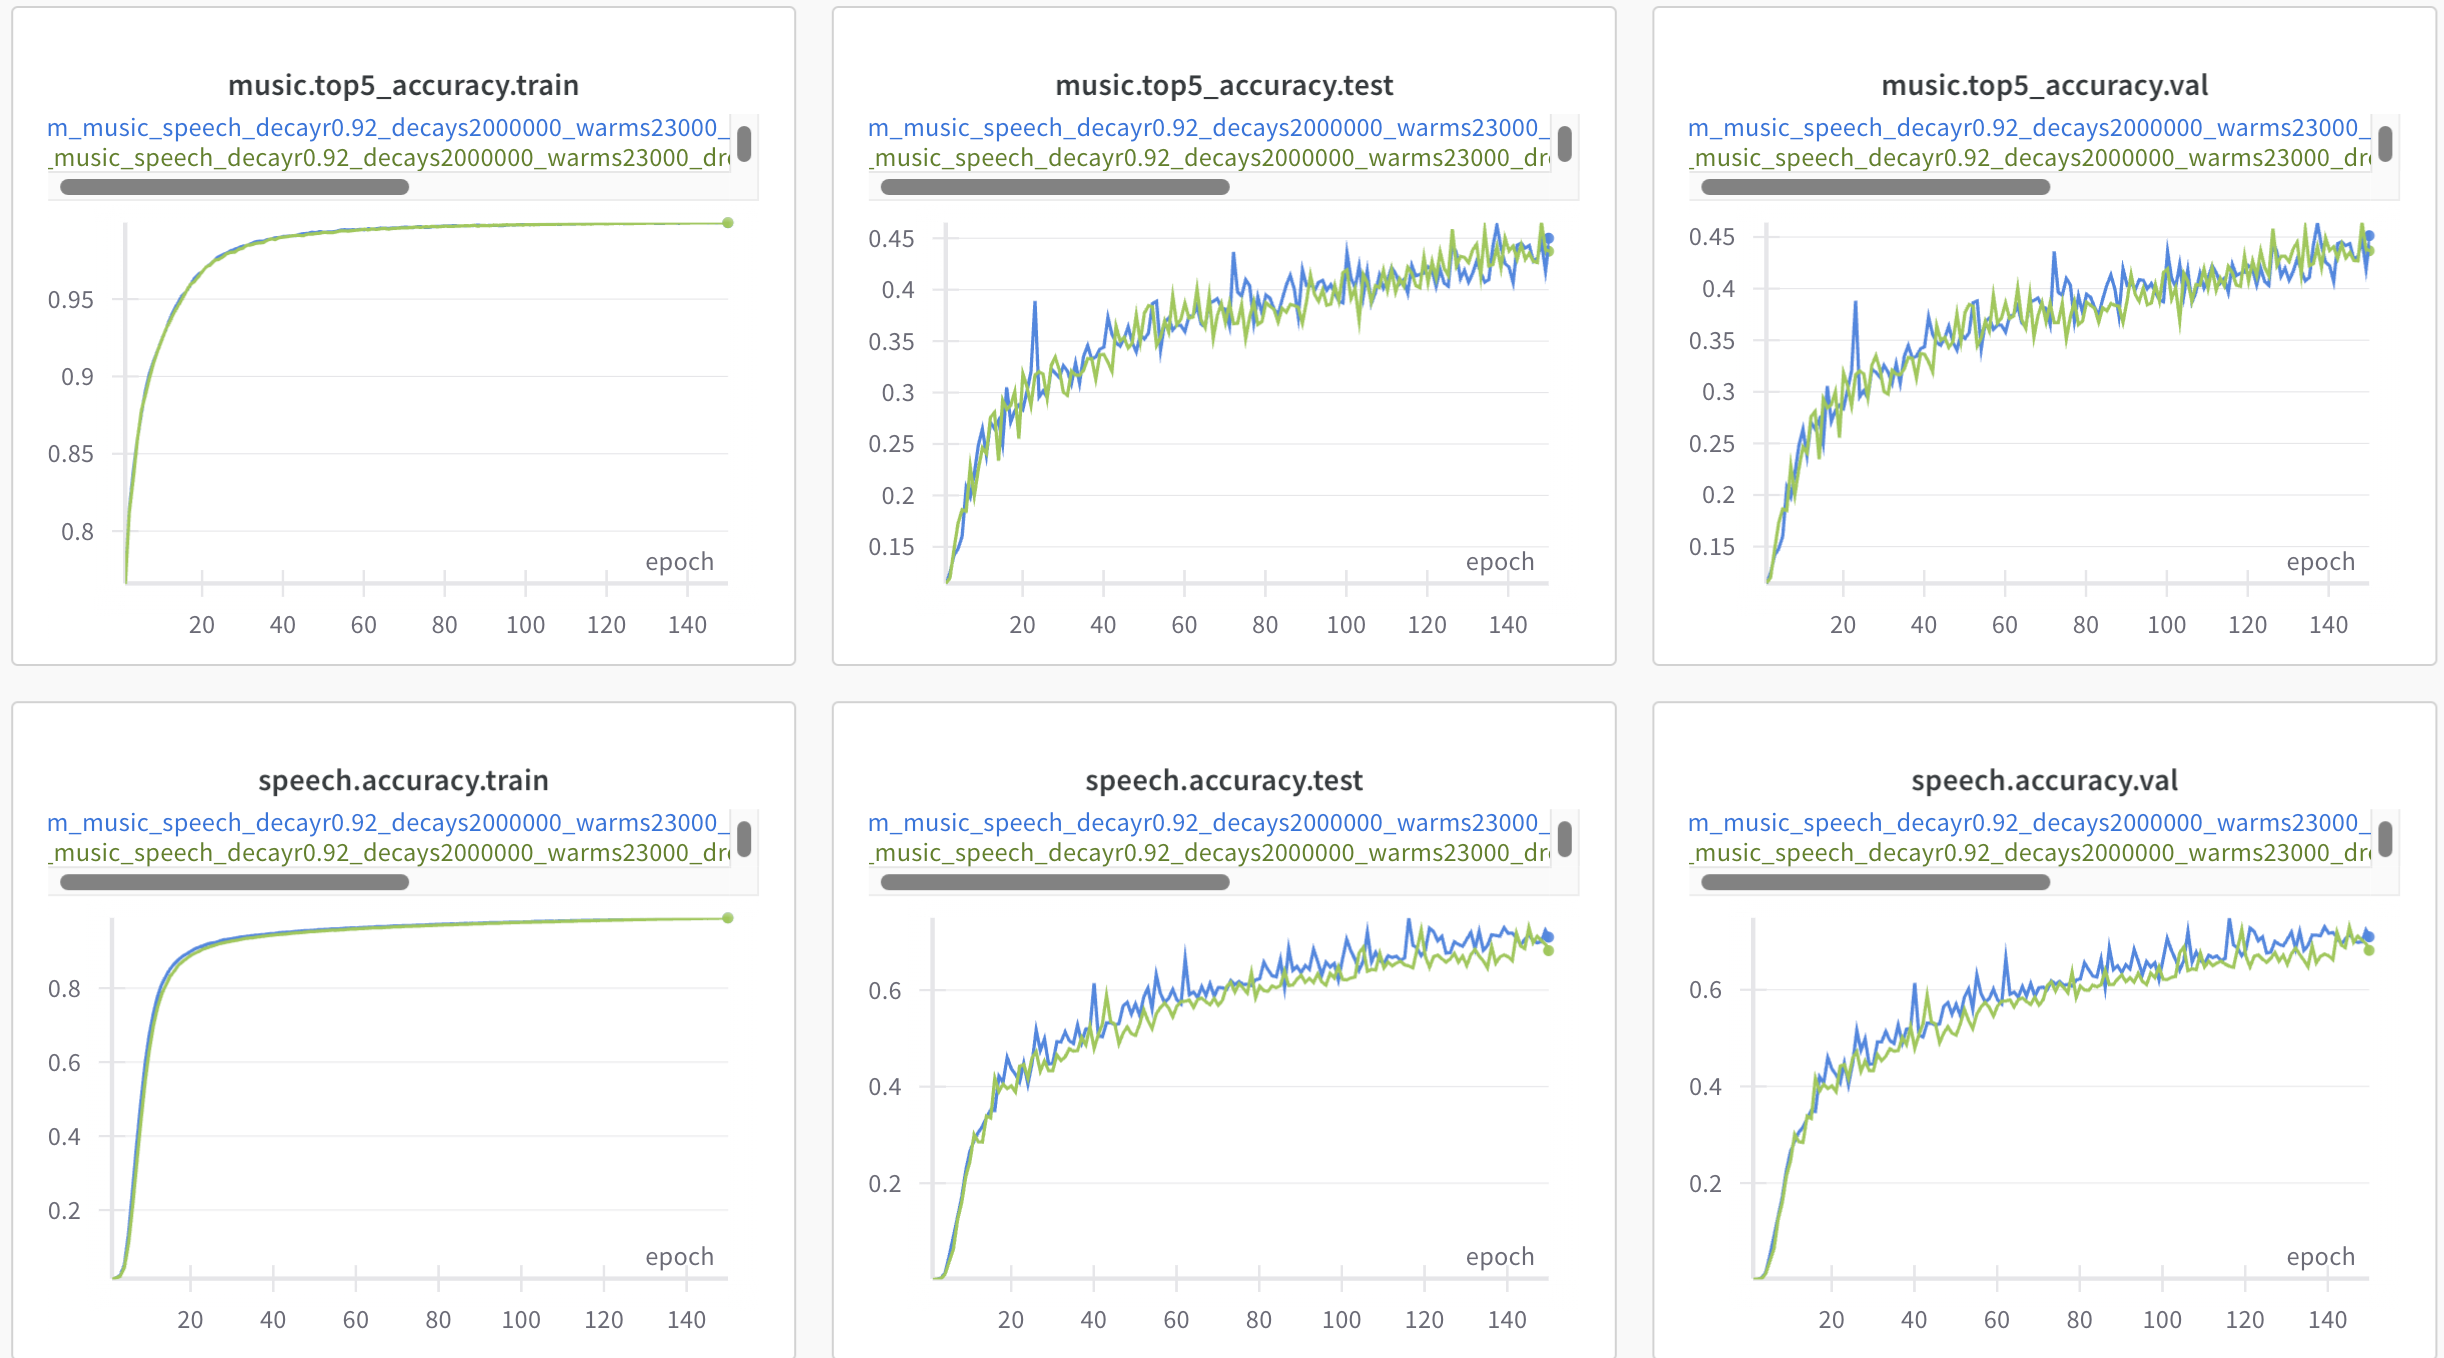 music.top5_accuracy.train
m_music_speech_decayr0.92_decays2000000_warms23000_
_music_speech_decayr0.92_decays2000000_warms23000_dr
0.95
0.9
0.85
0.8
epoch
20 40 60 80 100 120 140
music.top5_accuracy.test
m_music_speech_decayr0.92_decays2000000_warms23000_
_music_speech_decayr0.92_decays2000000_warms23000_dr
0.45
0.4
0.35
0.3
0.25
0.2
0.15
epoch
20 40 60 80 100 120 140
music.top5_accuracy.val
m_music_speech_decayr0.92_decays2000000_warms23000_
_music_speech_decayr0.92_decays2000000_warms23000_dr
0.45
0.4
0.35
0.3
0.25
0.2
0.15
epoch
20 40 60 80 100 120 140
speech.accuracy.train
m_music_speech_decayr0.92_decays2000000_warms23000_
_music_speech_decayr0.92_decays2000000_warms23000_dr
0.8
0.6
0.4
0.2
epoch
20 40 60 80 100 120 140
speech.accuracy.test
m_music_speech_decayr0.92_decays2000000_warms23000_
_music_speech_decayr0.92_decays2000000_warms23000_dr
0.6
0.4
0.2
epoch
20 40 60 80 100 120 140
speech.accuracy.val
m_music_speech_decayr0.92_decays2000000_warms23000_
_music_speech_decayr0.92_decays2000000_warms23000_dr
0.6
0.4
0.2
epoch
20 40 60 80 100 120 140